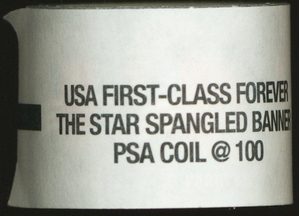 USA FIRST-CLASS FOREVER
THE STAR SPANGLED BANNER
PSA COIL @ 100